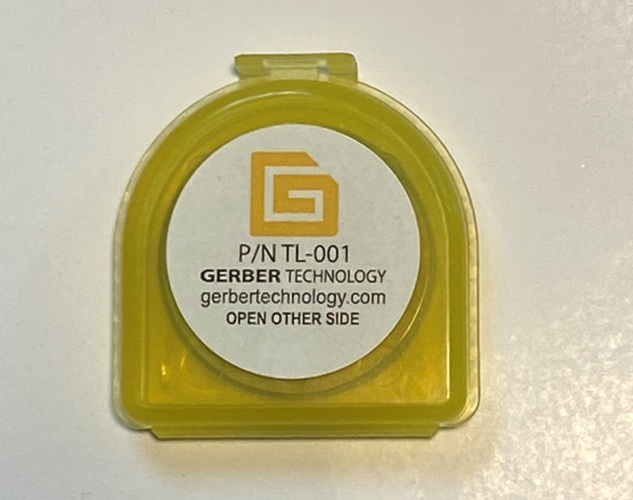 G
P/N TL-001
GERBER TECHNOLOGY
gerbertechnology.com
OPEN OTHER SIDE